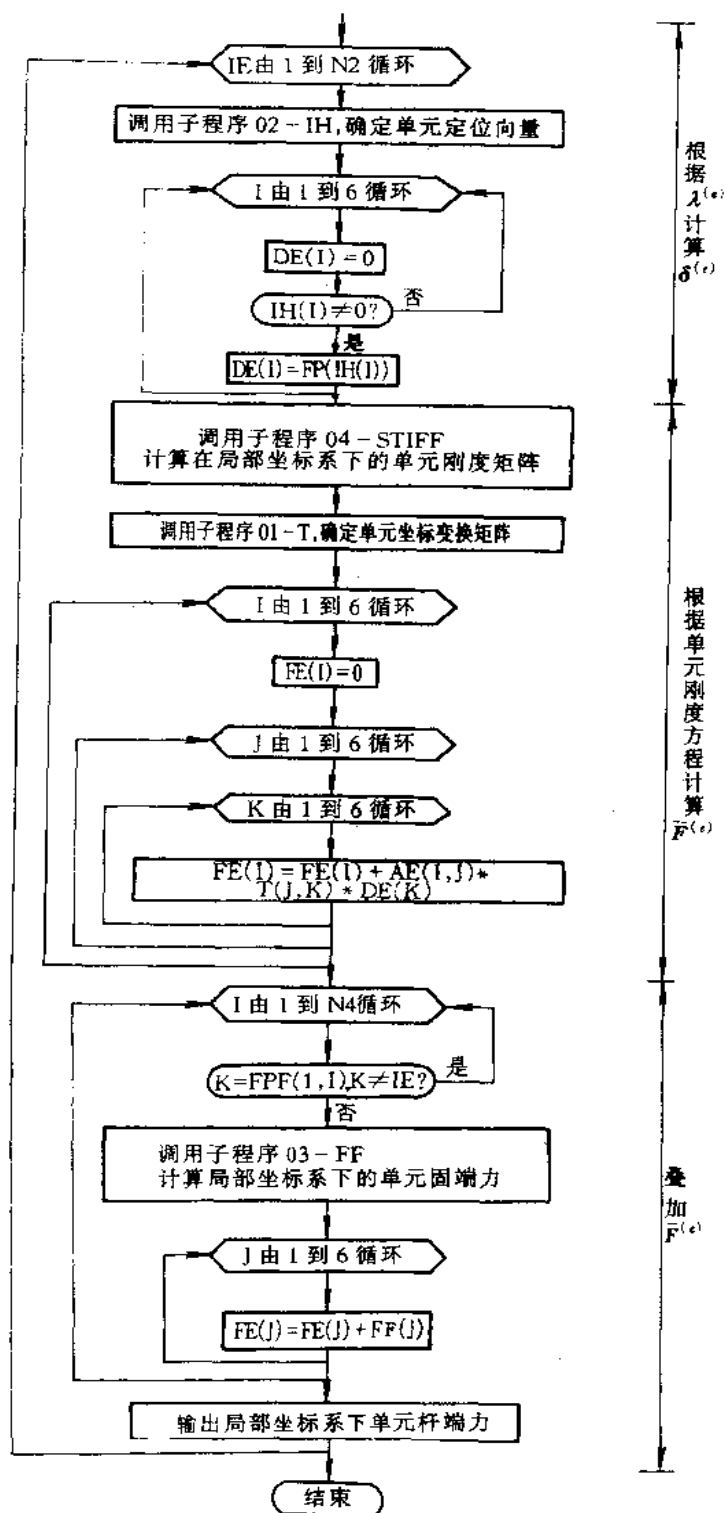 IE由1到N2循环
调用子程序02-IH,确定单元定位向量
I由1到6循环
DE(I)=0
IH(I)≠0?
否
是
DE(I)=FP(IH(I))
调用子程序04-STIFF
计算在局部坐标系下的单元刚度矩阵
调用子程序01-T,确定单元坐标变换矩阵
I由1到6循环
FE(I)=0
J由1到6循环
K由1到6循环
FE(I)=FE(I)+AE(I,J)*
T(J,K)*DE(K)
I由1到N4循环
K=FPF(1,I),K≠IE?
是
否
调用子程序03-FF
计算局部坐标系下的单元固端力
J由1到6循环
FE(J)=FE(J)+FF(J)
输出局部坐标系下单元杆端力
结束
根据λ(e)计算δ(e)
根据单元刚度方程计算F̄(e)
叠加F̄(e)